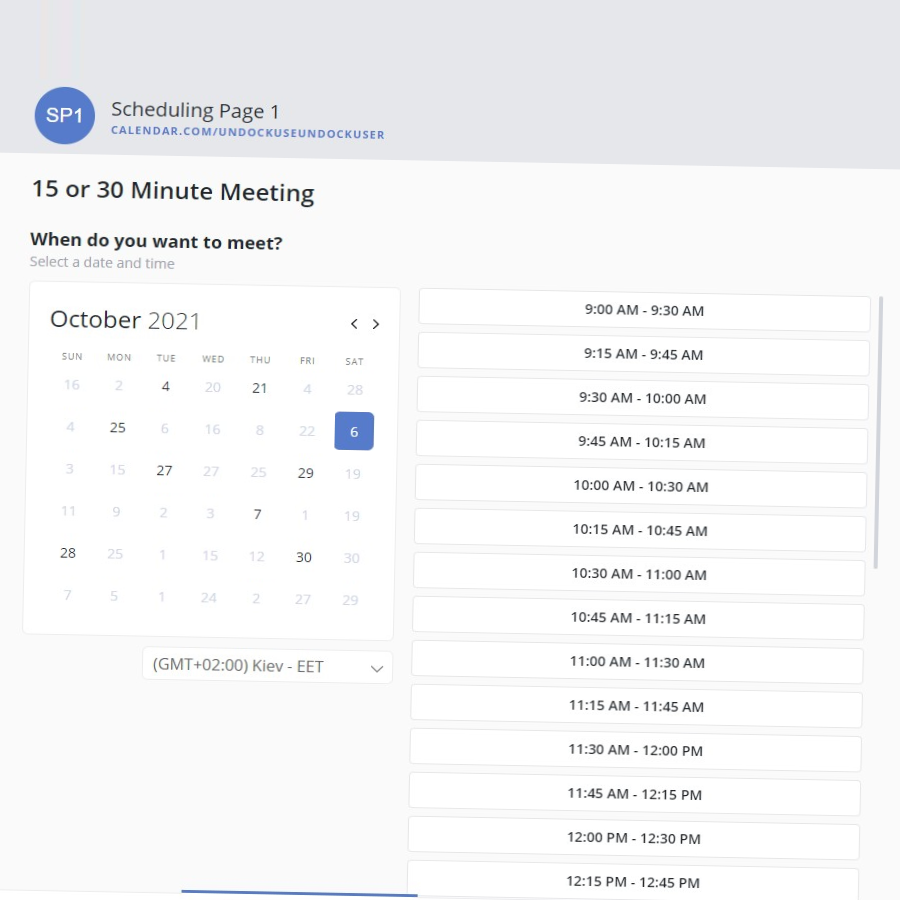 SP1
Scheduling Page 1
CALENDAR.COM/UNDOCKUSEUNDOCKUSER
15 or 30 Minute Meeting
When do you want to meet?
Select a date and time
October 2021
SUN MON TUE WED THU FRI SAT
16 2 4 20 21 4 28
4 25 6 16 8 22 6
3 15 27 27 25 29 19
11 9 2 3 7 1 19
28 25 1 15 12 30 30
7 5 1 24 2 27 29
(GMT+02:00) Kiev - EET
9:00 AM - 9:30 AM
9:15 AM - 9:45 AM
9:30 AM - 10:00 AM
9:45 AM - 10:15 AM
10:00 AM - 10:30 AM
10:15 AM - 10:45 AM
10:30 AM - 11:00 AM
10:45 AM - 11:15 AM
11:00 AM - 11:30 AM
11:15 AM - 11:45 AM
11:30 AM - 12:00 PM
11:45 AM - 12:15 PM
12:00 PM - 12:30 PM
12:15 PM - 12:45 PM